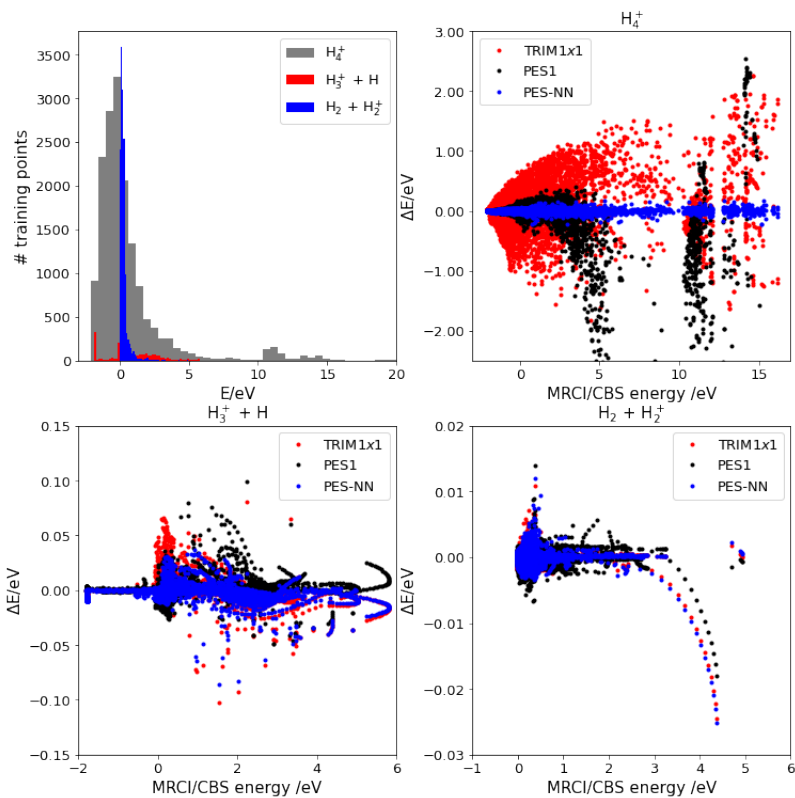 3500
3000
2500
2000
1500
1000
500
0
# training points
0 5 10 15 20
E/eV
H₄⁺
H₃⁺ + H
H₂ + H₂⁺
H₄⁺
3.00
2.00
1.00
0.00
−1.00
−2.00
ΔE/eV
0 5 10 15
MRCI/CBS energy /eV
TRIM1x1
PES1
PES-NN
H₃⁺ + H
0.15
0.10
0.05
0.00
−0.05
−0.10
−0.15
ΔE/eV
−2 0 2 4 6
MRCI/CBS energy /eV
TRIM1x1
PES1
PES-NN
H₂ + H₂⁺
0.02
0.01
0.00
−0.01
−0.02
−0.03
ΔE/eV
−1 0 1 2 3 4 5 6
MRCI/CBS energy /eV
TRIM1x1
PES1
PES-NN